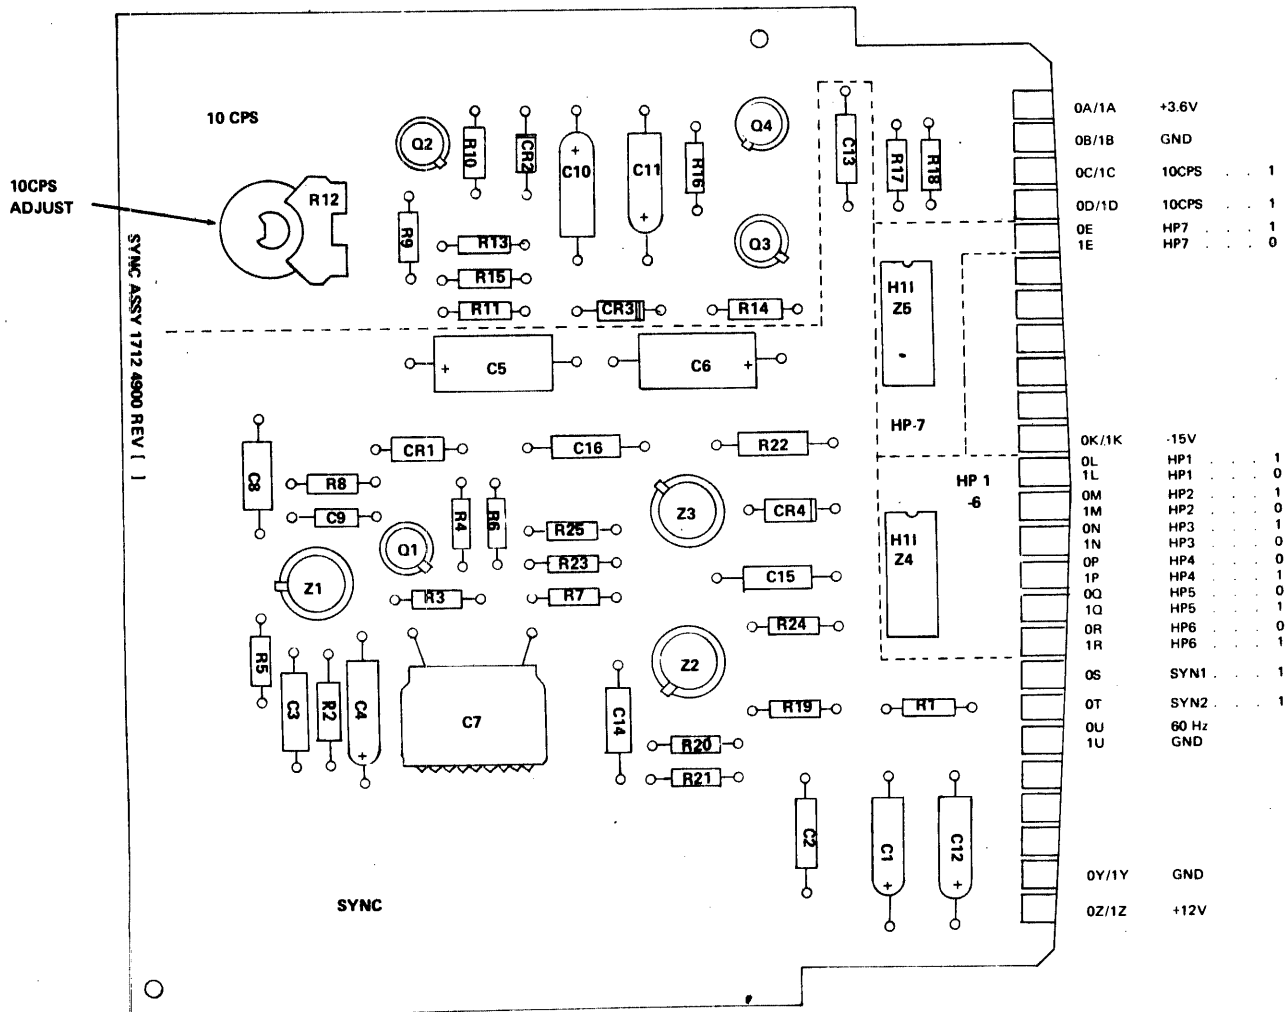 10 CPS
10CPS
ADJUST
R12
Q2
R10
CR2
+
C10
C11
+
R16
Q4
C13
R17
R18
R9
R13
R15
R11
Q3
CR3
R14
SYNC ASSY 1712 4900 REV [ ]
+
C5
C6
+
H1I
Z5
HP-7
C8
CR1
C16
R22
R8
C9
R4
R6
R25
R23
R7
Z3
CR4
HP 1
-6
H1I
Z4
Q1
Z1
R3
C15
R24
R5
C3
R2
C4
+
C7
C14
Z2
R19
R1
R20
R21
C2
C1
+
C12
+
SYNC
0A/1A +3.6V
0B/1B GND
0C/1C 10CPS . . 1
0D/1D 10CPS . . 1
0E HP7 . . . 1
1E HP7 . . . 0
0K/1K -15V
0L HP1 . . . 1
1L HP1 . . . 0
0M HP2 . . . 1
1M HP2 . . . 0
0N HP3 . . . 1
1N HP3 . . . 0
0P HP4 . . . 0
1P HP4 . . . 1
0Q HP5 . . . 0
1Q HP5 . . . 1
0R HP6 . . . 0
1R HP6 . . . 1
0S SYN1 . . . 1
0T SYN2 . . . 1
0U 60 Hz
1U GND
0Y/1Y GND
0Z/1Z +12V